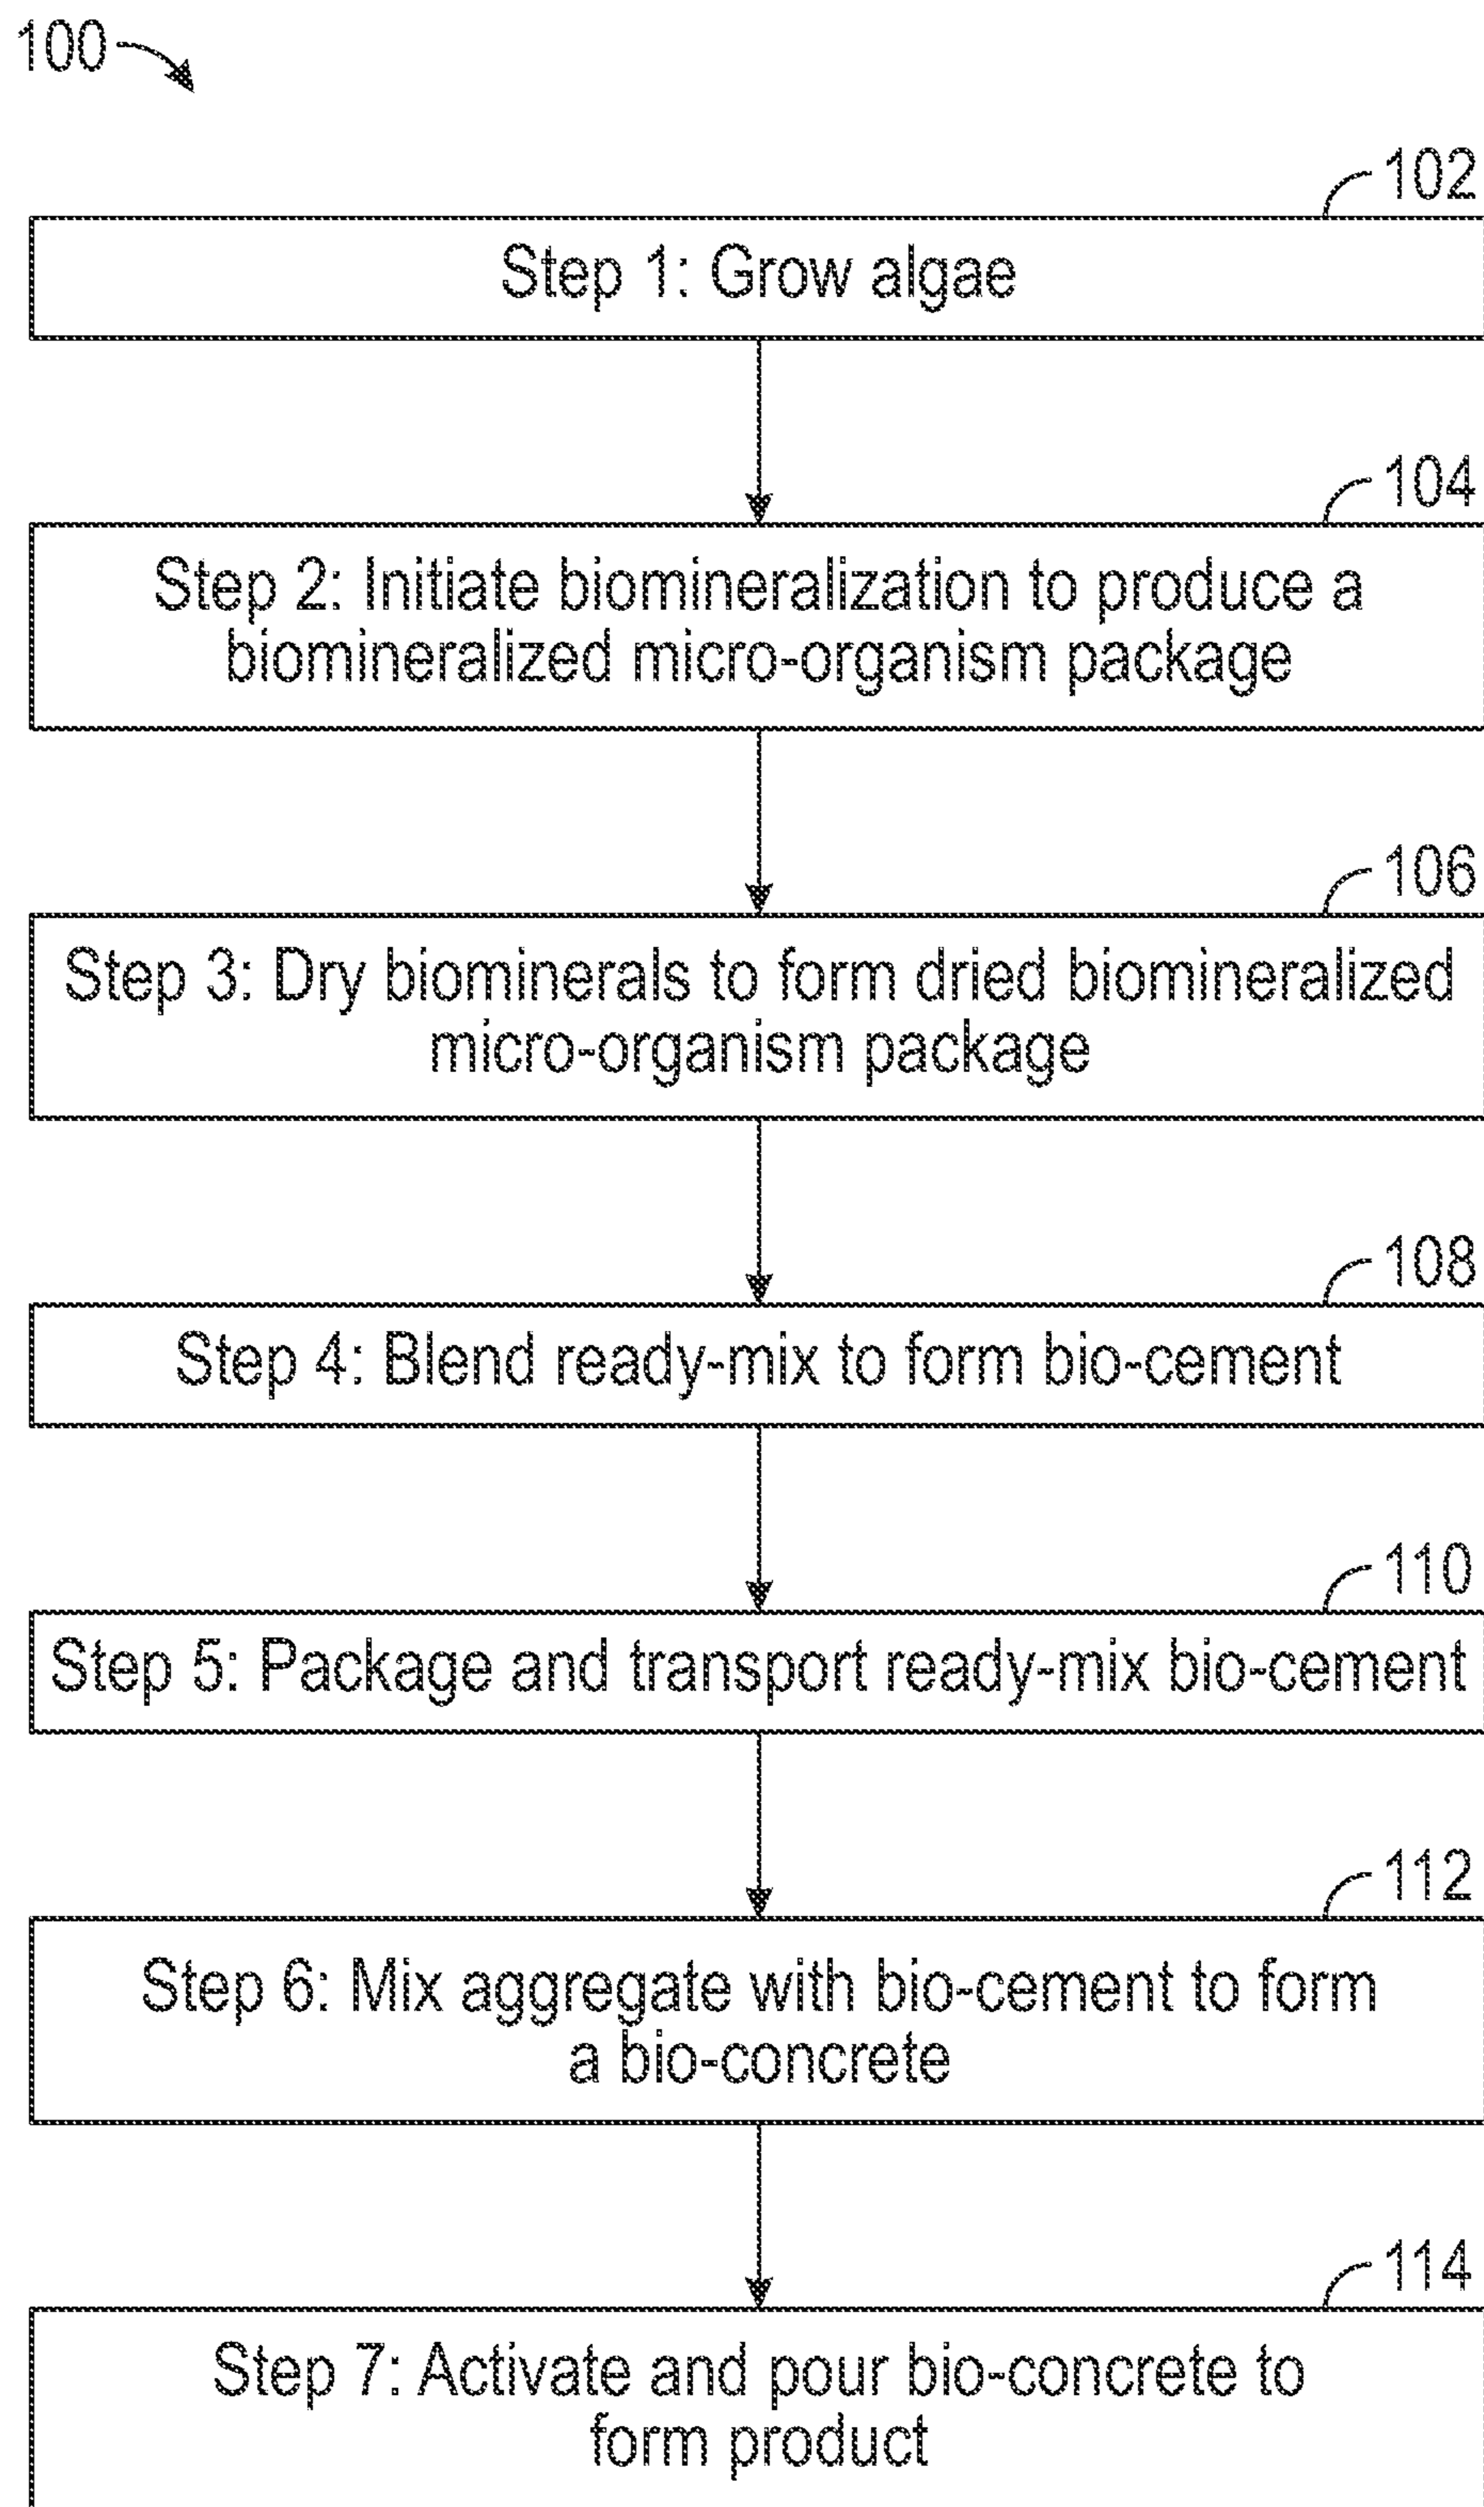 100
102
Step 1: Grow algae
104
Step 2: Initiate biomineralization to produce a
biomineralized micro-organism package
106
Step 3: Dry biominerals to form dried biomineralized
micro-organism package
108
Step 4: Blend ready-mix to form bio-cement
110
Step 5: Package and transport ready-mix bio-cement
112
Step 6: Mix aggregate with bio-cement to form
a bio-concrete
114
Step 7: Activate and pour bio-concrete to
form product